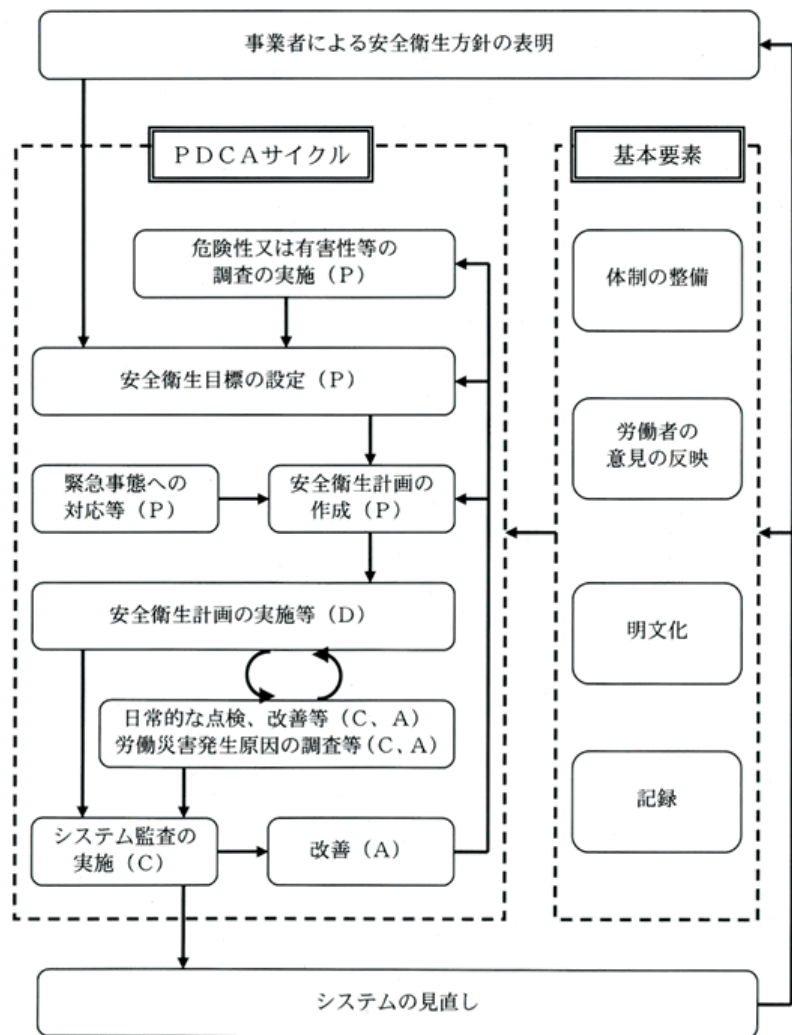 事業者による安全衛生方針の表明
ＰＤＣＡサイクル
危険性又は有害性等の
調査の実施（Ｐ）
安全衛生目標の設定（Ｐ）
緊急事態への
対応等（Ｐ）
安全衛生計画の
作成（Ｐ）
安全衛生計画の実施等（Ｄ）
日常的な点検、改善等（Ｃ、Ａ）
労働災害発生原因の調査等（Ｃ、Ａ）
システム監査の
実施（Ｃ）
改善（Ａ）
基本要素
体制の整備
労働者の
意見の反映
明文化
記録
システムの見直し